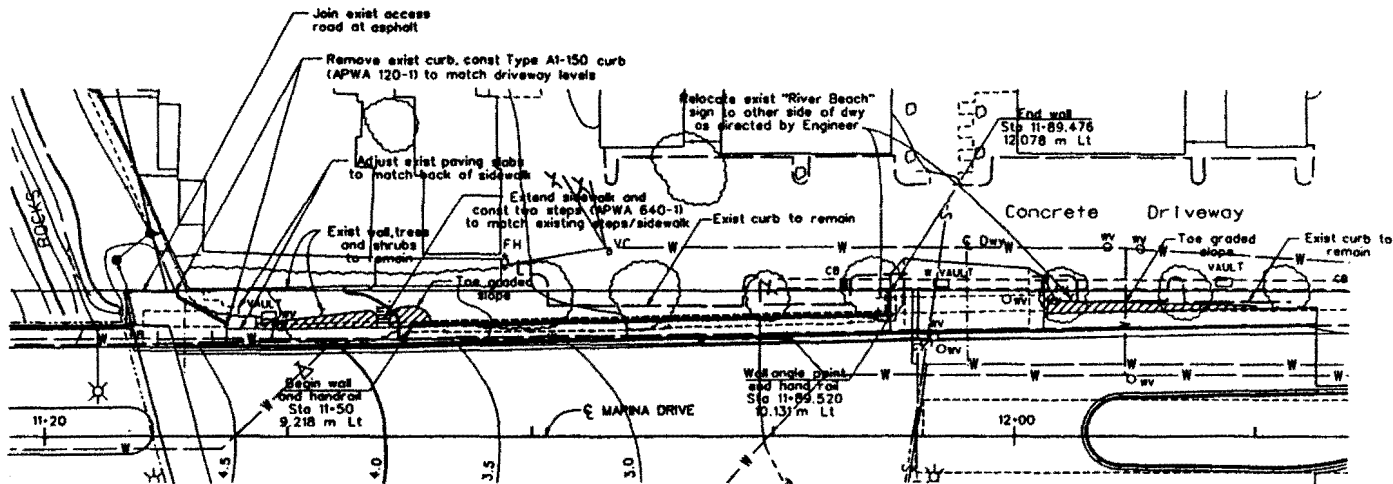 Join exist access
road at asphalt
Remove exist curb, const Type A1-150 curb
(APWA 120-1) to match driveway levels
Relocate exist "River Beach"
sign to other side of dwy
as directed by Engineer
End wall
Sta 11+89.476
12.078 m Lt
Adjust exist paving slabs
to match back of sidewalk
Extend sidewalk and
const two steps (APWA 640-1)
to match existing steps/sidewalk
Exist curb to remain
Concrete Driveway
ROCKS
Exist wall, trees
and shrubs
to remain
FH
VC
W
W
℄ Dwy
W
WV
WV
W
Toe graded
slope
Exist curb to
remain
Toe graded
slope
CB
W
VAULT
VAULT
CB
VAULT
WV
WV
WV
W
W
W
W
WV
WV
W
W
W
W
W
Begin wall
and handrail
Sta 11+50
9.218 m Lt
Wall angle point
end hand rail
Sta 11+89.520
10.131 m Lt
℄ MARINA DRIVE
11+20
12+00
W
W
W
4.5
4.0
3.5
3.0
S